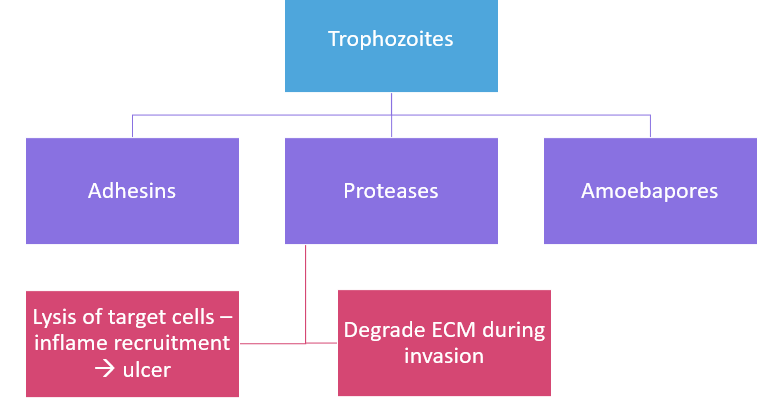 Trophozoites
Adhesins
Proteases
Amoebapores
Lysis of target cells –
inflame recruitment
→ ulcer
Degrade ECM during
invasion